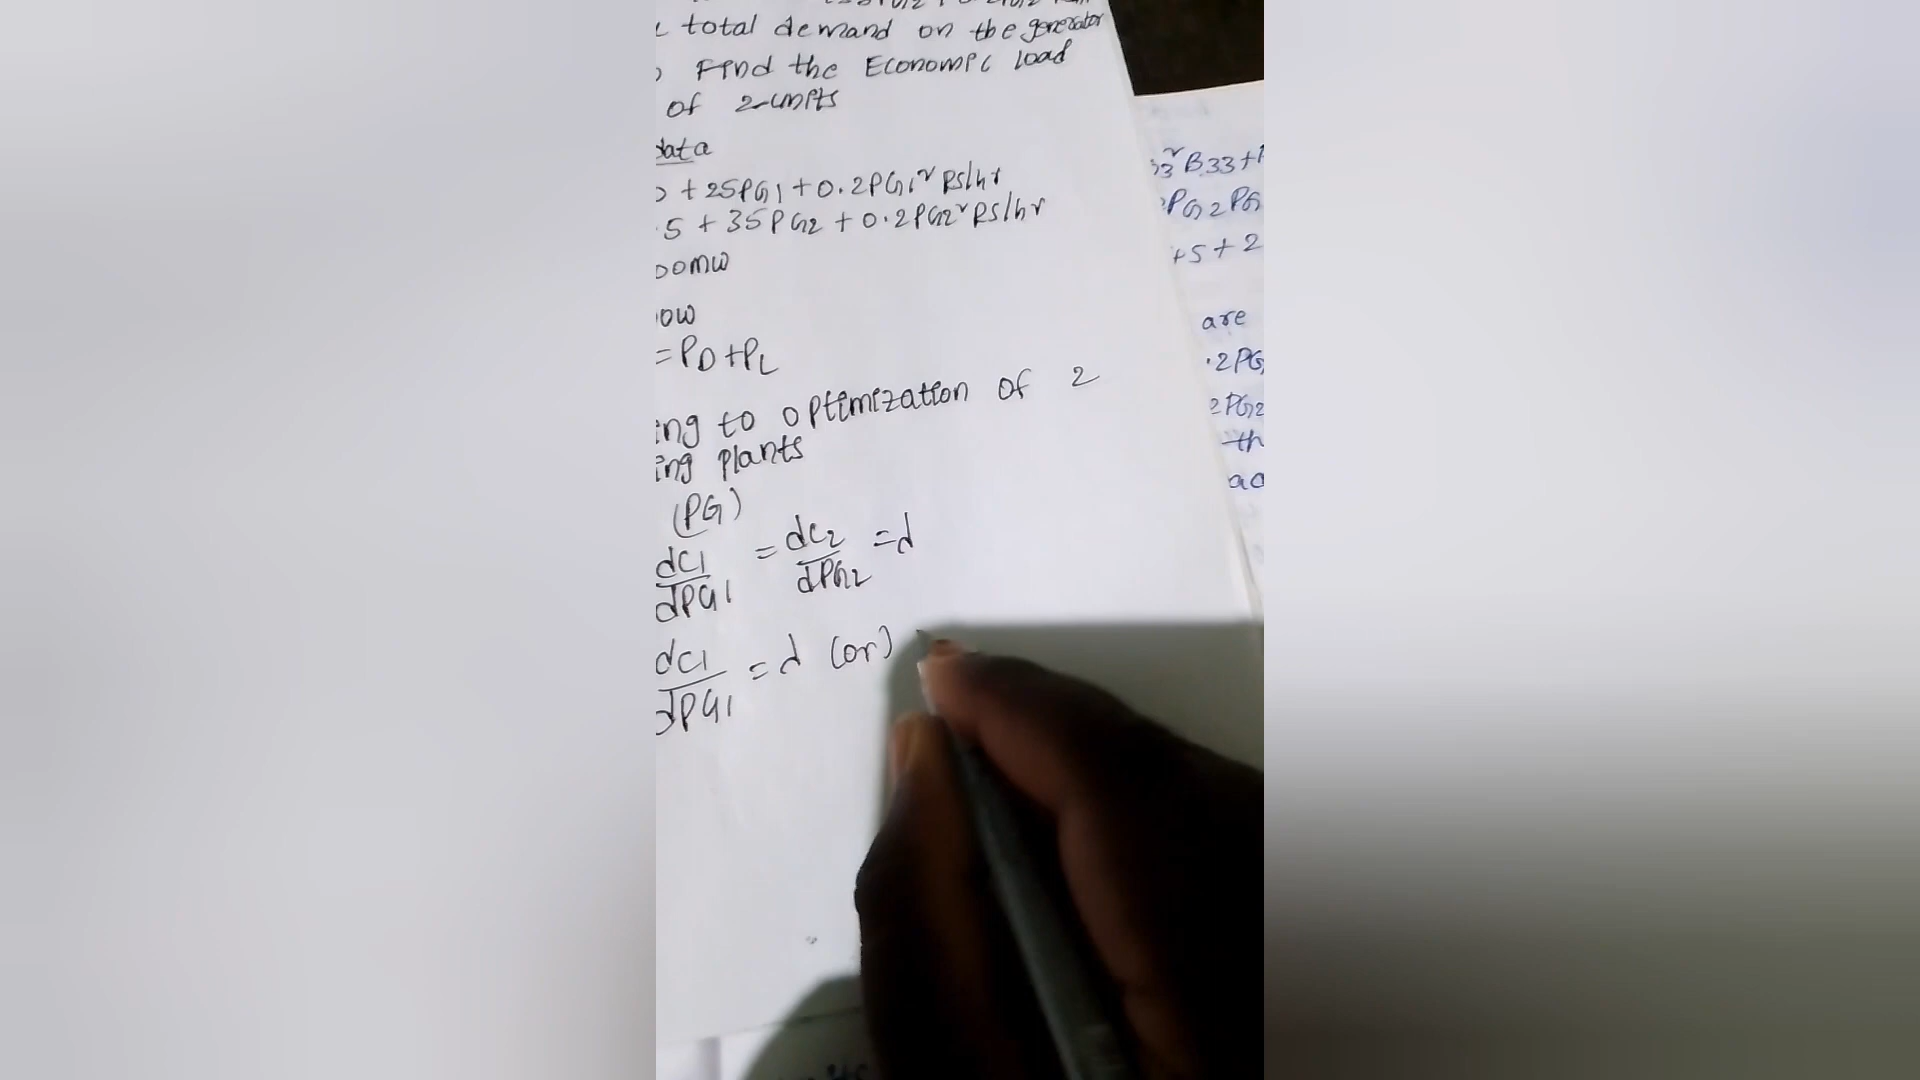 total demand on the generator
Find the Economic load
of 2-units
data
+ 25PG1 + 0.2PG1² Rs/hr
5 + 35PG2 + 0.2PG2² Rs/hr
0MW
ow
= PD + PL
ing to optimization of 2
ing plants
(PG)
dC1/dPG1 = dC2/dPG2 = λ
dC1/dPG1 = λ (or)
B33 +
PG2 PG
+5 + 2
are
.2PG
2PG2
th